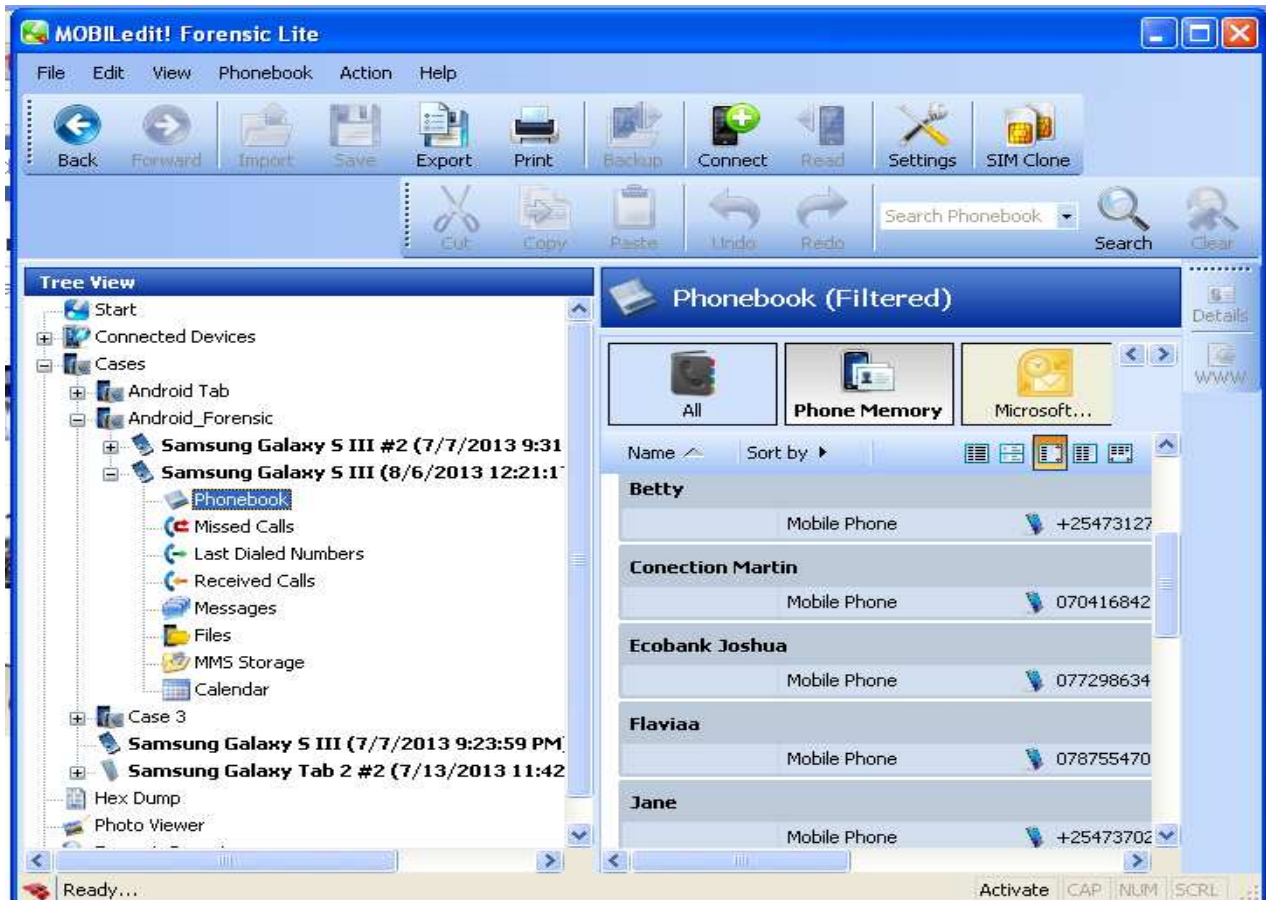 MOBILedit! Forensic Lite
File Edit View Phonebook Action Help
Back Forward Import Save Export Print Backup Connect Read Settings SIM Clone
Cut Copy Paste Undo Redo Search Phonebook Search Clear
Tree View
Start
Connected Devices
Cases
Android Tab
Android_Forensic
Samsung Galaxy S III #2 (7/7/2013 9:31
Samsung Galaxy S III (8/6/2013 12:21:1
Phonebook
Missed Calls
Last Dialed Numbers
Received Calls
Messages
Files
MMS Storage
Calendar
Case 3
Samsung Galaxy S III (7/7/2013 9:23:59 PM)
Samsung Galaxy Tab 2 #2 (7/13/2013 11:42
Hex Dump
Photo Viewer
Phonebook (Filtered)
All Phone Memory Microsoft...
Name Sort by
Betty
Mobile Phone +25473127
Conection Martin
Mobile Phone 070416842
Ecobank Joshua
Mobile Phone 077298634
Flaviaa
Mobile Phone 078755470
Jane
Mobile Phone +25473702
Details
WWW
Ready...
Activate CAP NUM SCRL